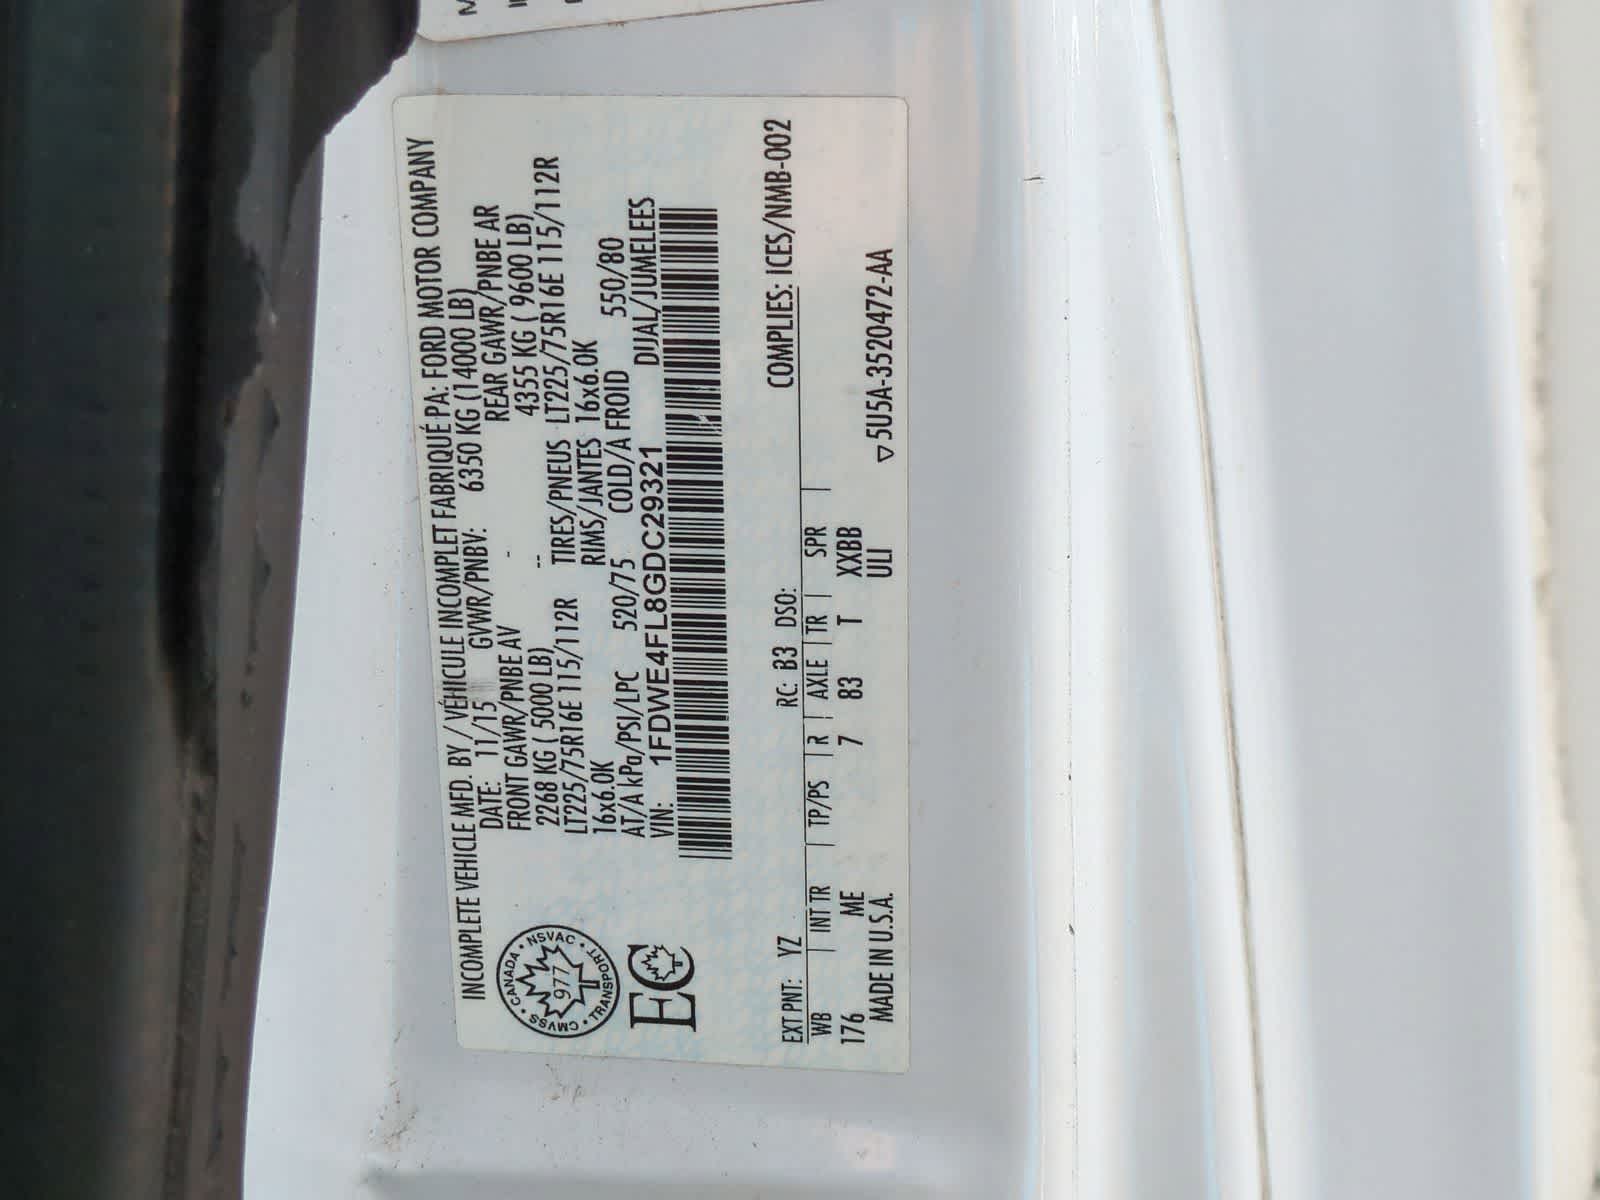 INCOMPLETE VEHICLE MFD. BY / VÉHICULE INCOMPLET FABRIQUÉ PA: FORD MOTOR COMPANY
DATE: 11/15 GVWR/PNBV: 6350 KG (14000 LB)
FRONT GAWR/PNBE AV - REAR GAWR/PNBE AR
2268 KG ( 5000 LB) -- 4355 KG ( 9600 LB)
LT225/75R16E 115/112R TIRES/PNEUS LT225/75R16E 115/112R
16x6.0K RIMS/JANTES 16x6.0K
AT/A kPa/PSI/LPC 520/75 COLD/A FROID 550/80
VIN: 1FDWE4FL8GDC29321 DUAL/JUMELEES
CANADA • NSVAC • TRANSPORT • CMVSS •
977
EC
COMPLIES: ICES/NMB-002
EXT PNT: YZ RC: B3 DSO:
WB | INT TR | TP/PS | R | AXLE | TR | SPR |
176 ME 7 83 T XXBB
MADE IN U.S.A. ULI ▽5U5A-3520472-AA